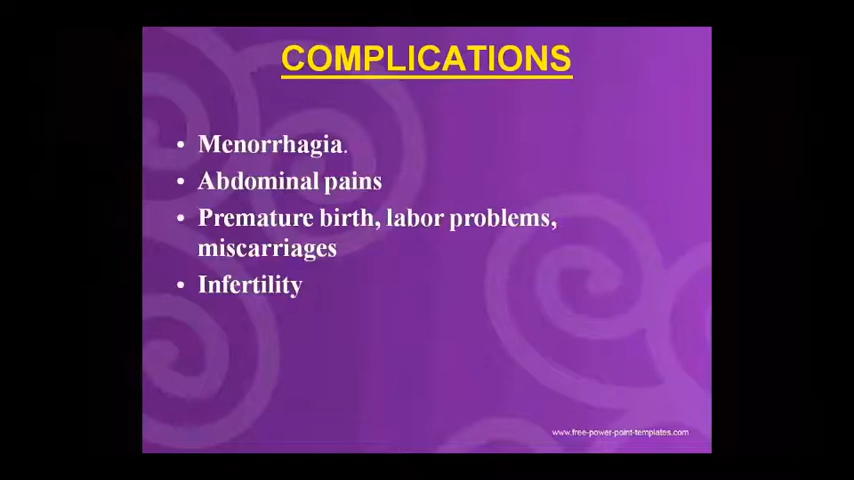 COMPLICATIONS
• Menorrhagia.
• Abdominal pains
• Premature birth, labor problems,
miscarriages
• Infertility
www.free-power-point-templates.com